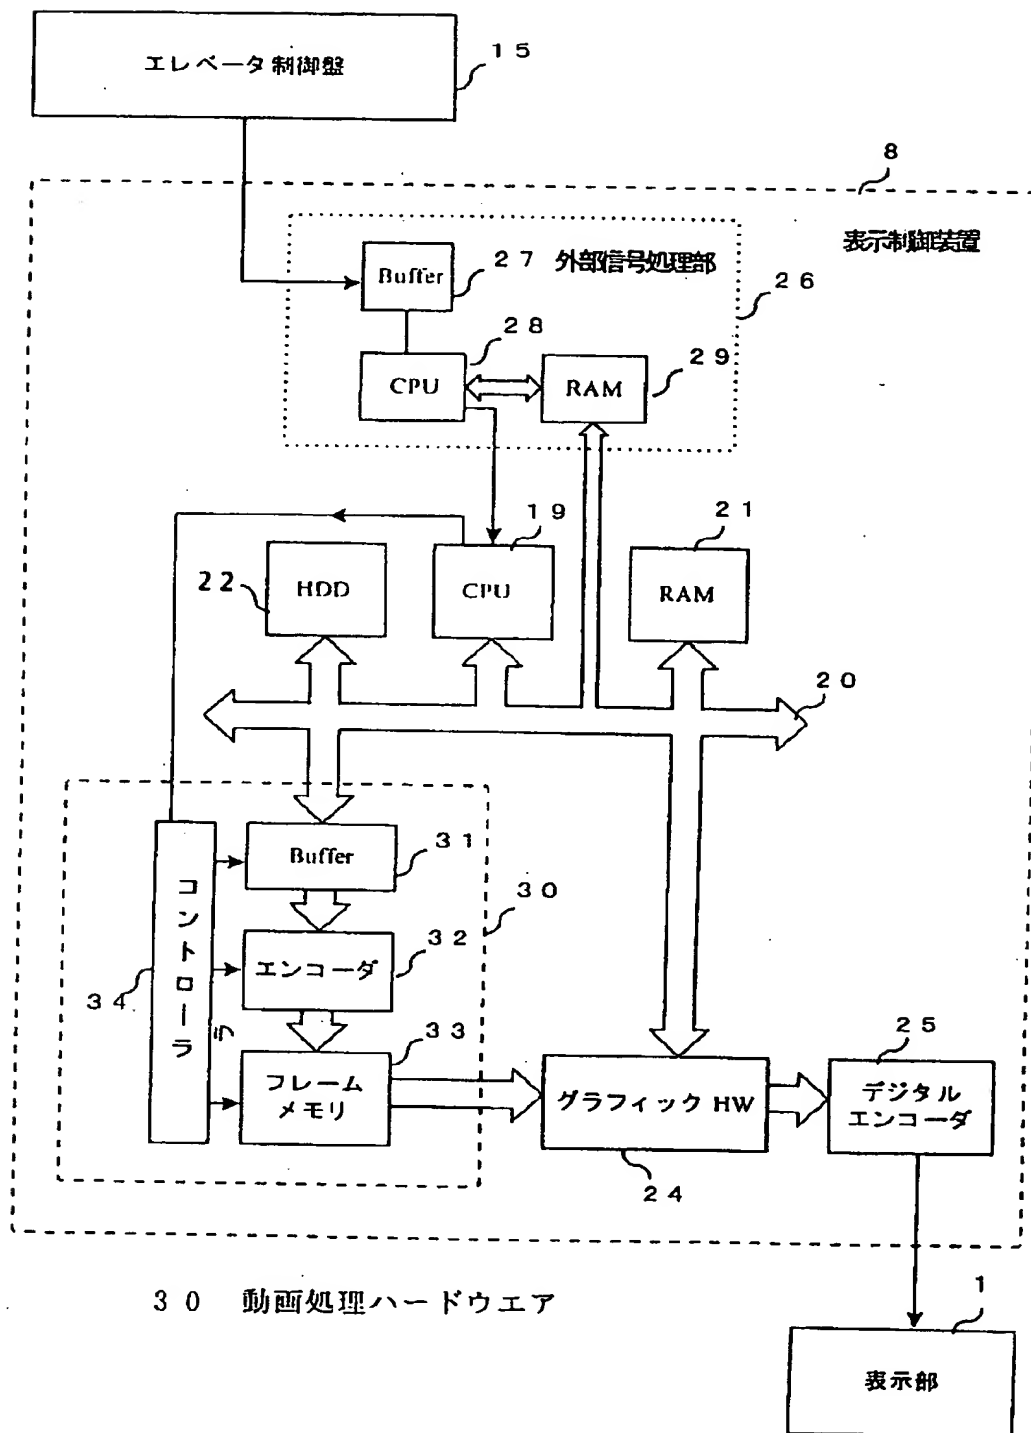 エレベータ制御盤
15
8
表示制御装置
Buffer
27 外部信号処理部
26
28
CPU
RAM
29
19
21
22
HDD
CPU
RAM
20
Buffer
31
30
コントローラ
ラ
34
エンコーダ
32
33
フレーム
メモリ
グラフィック HW
24
25
デジタル
エンコーダ
30 動画処理ハードウエア
1
表示部